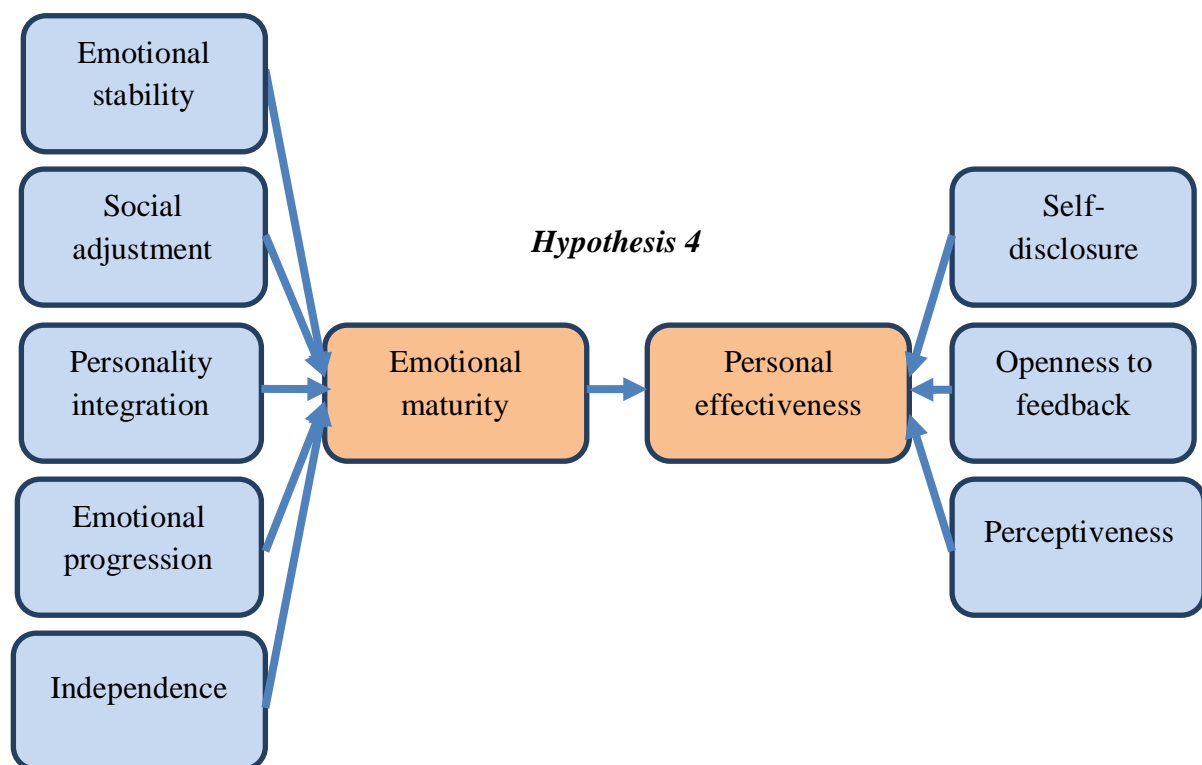 Emotional
stability
Social
adjustment
Personality
integration
Emotional
progression
Independence
Hypothesis 4
Emotional
maturity
Personal
effectiveness
Self-
disclosure
Openness to
feedback
Perceptiveness